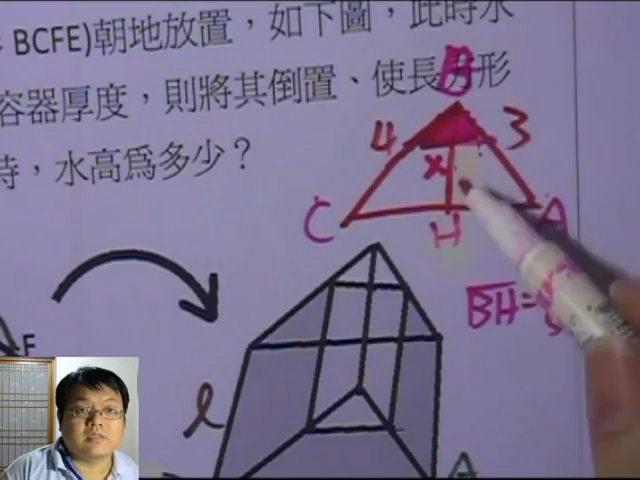 BCFE)朝地放置，如下圖，此時水
容器厚度，則將其倒置、使長方形
時，水高為多少？
B
4
3
x
C
H
A
BH=
F
l
A